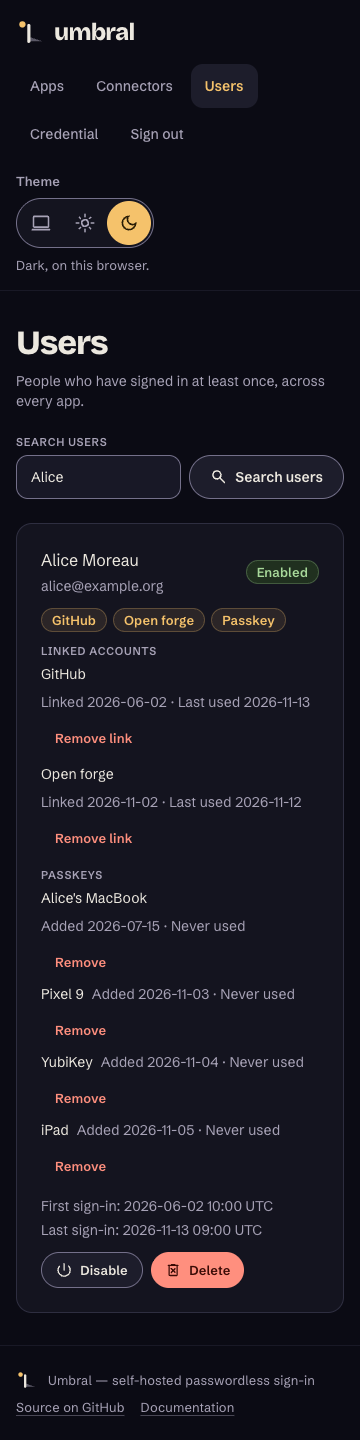 umbral
Apps Connectors Users
Credential Sign out
Theme
Dark, on this browser.
Users
People who have signed in at least once, across
every app.
SEARCH USERS
Alice Search users
Alice Moreau
Enabled
alice@example.org
GitHub Open forge Passkey
LINKED ACCOUNTS
GitHub
Linked 2026-06-02 · Last used 2026-11-13
Remove link
Open forge
Linked 2026-11-02 · Last used 2026-11-12
Remove link
PASSKEYS
Alice's MacBook
Added 2026-07-15 · Never used
Remove
Pixel 9 Added 2026-11-03 · Never used
Remove
YubiKey Added 2026-11-04 · Never used
Remove
iPad Added 2026-11-05 · Never used
Remove
First sign-in: 2026-06-02 10:00 UTC
Last sign-in: 2026-11-13 09:00 UTC
Disable Delete
Umbral — self-hosted passwordless sign-in
Source on GitHub Documentation